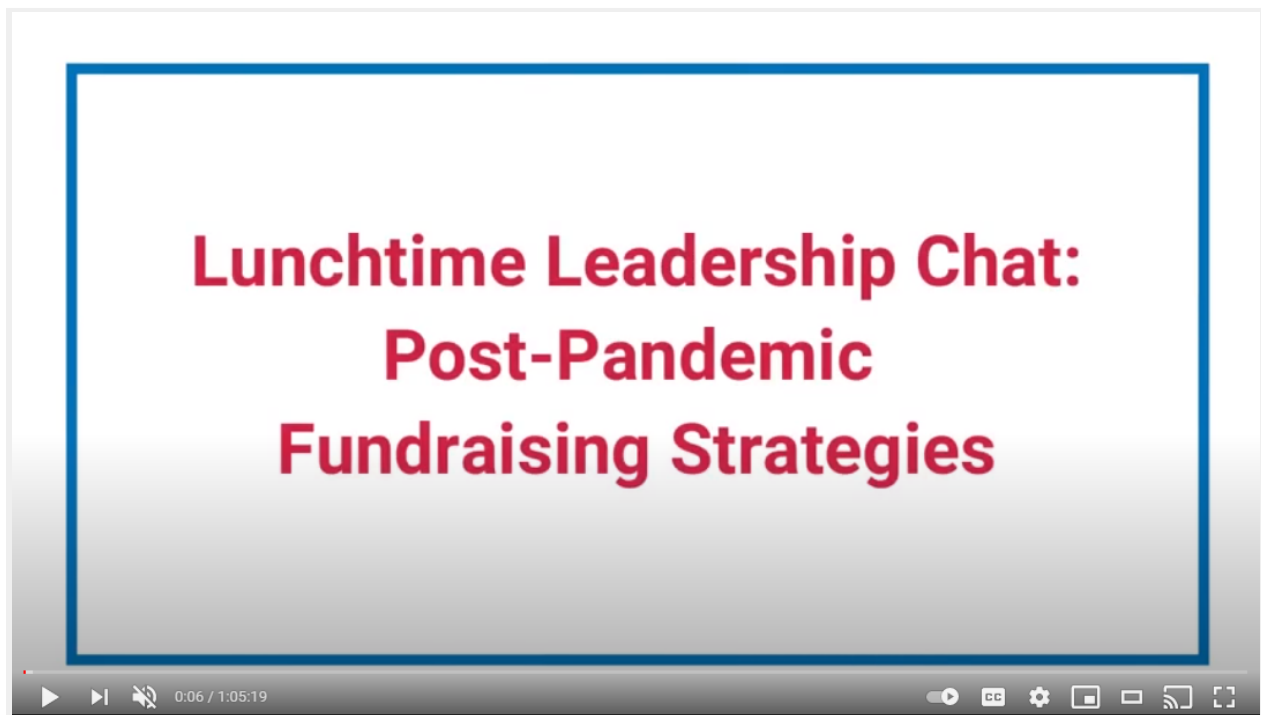 Lunchtime Leadership Chat:
Post-Pandemic
Fundraising Strategies
0:06 / 1:05:19
CC